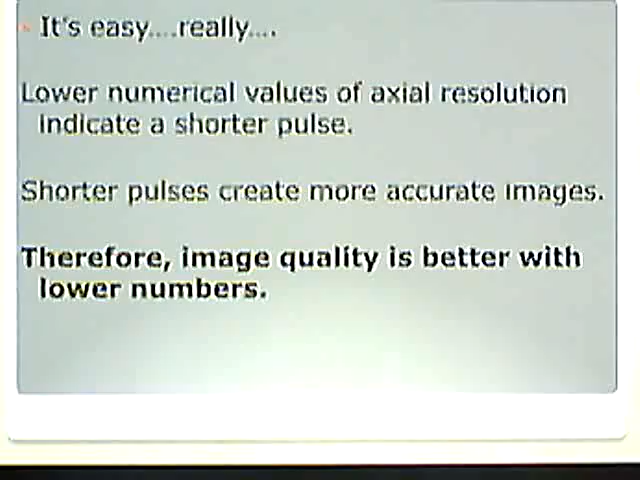 It's easy....really....
Lower numerical values of axial resolution
indicate a shorter pulse.
Shorter pulses create more accurate images.
Therefore, image quality is better with
lower numbers.